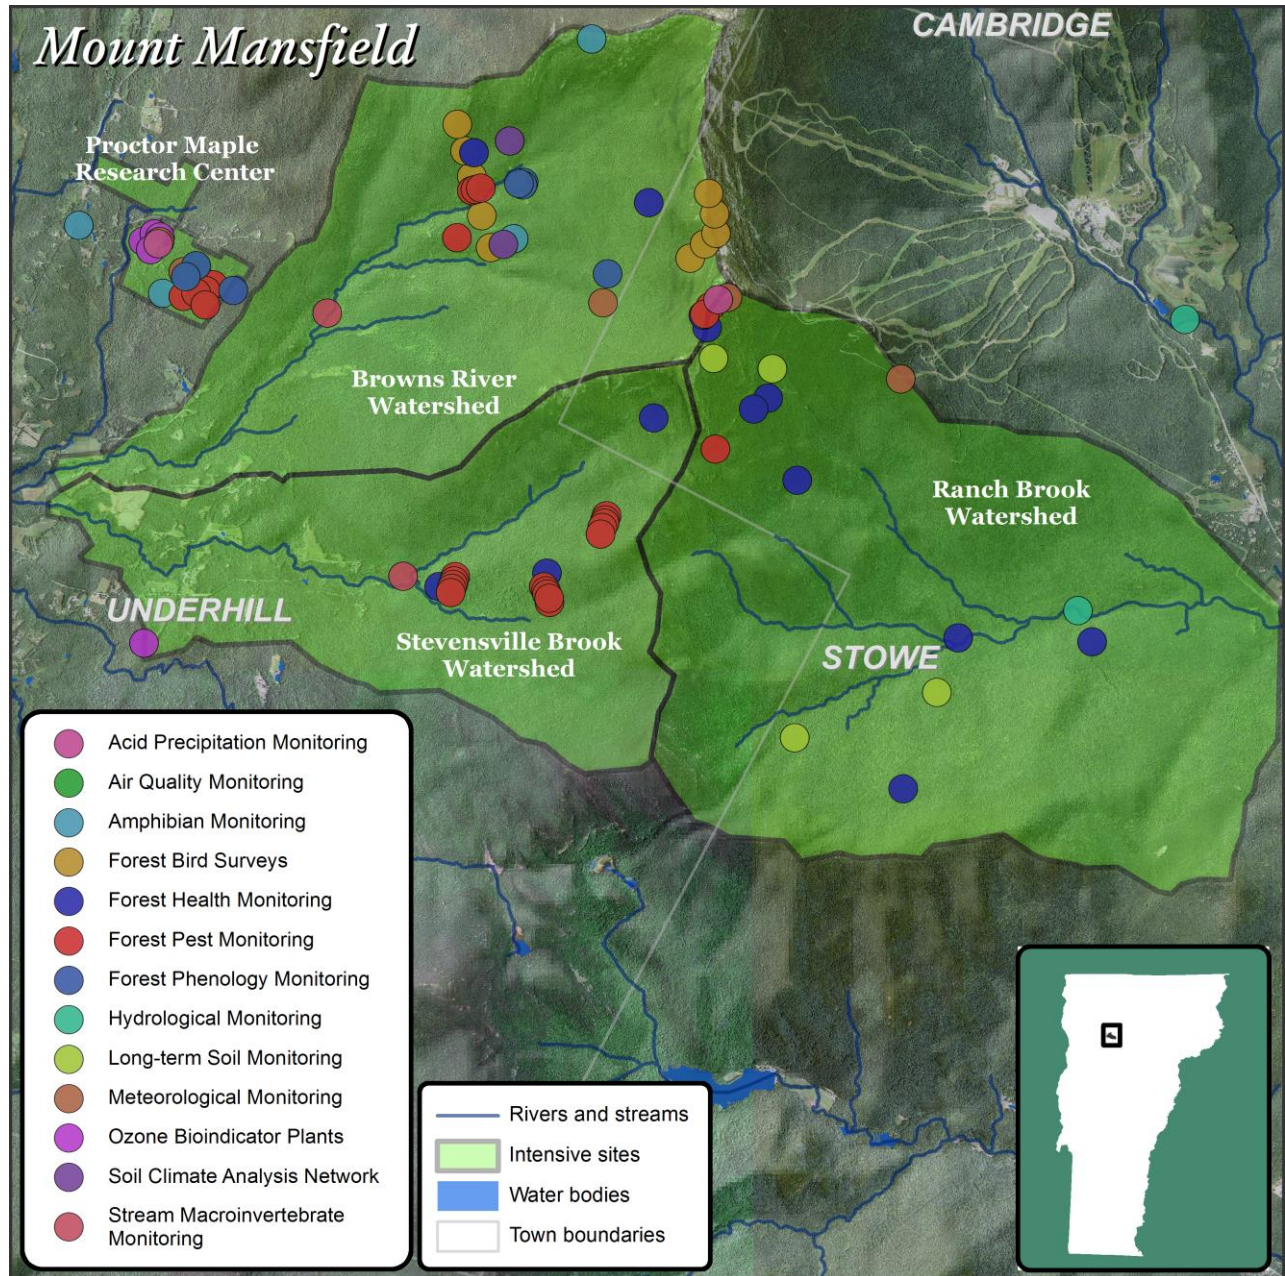 Mount Mansfield
CAMBRIDGE
Proctor Maple
Research Center
Browns River
Watershed
Ranch Brook
Watershed
UNDERHILL
Stevensville Brook
Watershed
STOWE
Acid Precipitation Monitoring
Air Quality Monitoring
Amphibian Monitoring
Forest Bird Surveys
Forest Health Monitoring
Forest Pest Monitoring
Forest Phenology Monitoring
Hydrological Monitoring
Long-term Soil Monitoring
Meteorological Monitoring
Ozone Bioindicator Plants
Soil Climate Analysis Network
Stream Macroinvertebrate
Monitoring
Rivers and streams
Intensive sites
Water bodies
Town boundaries